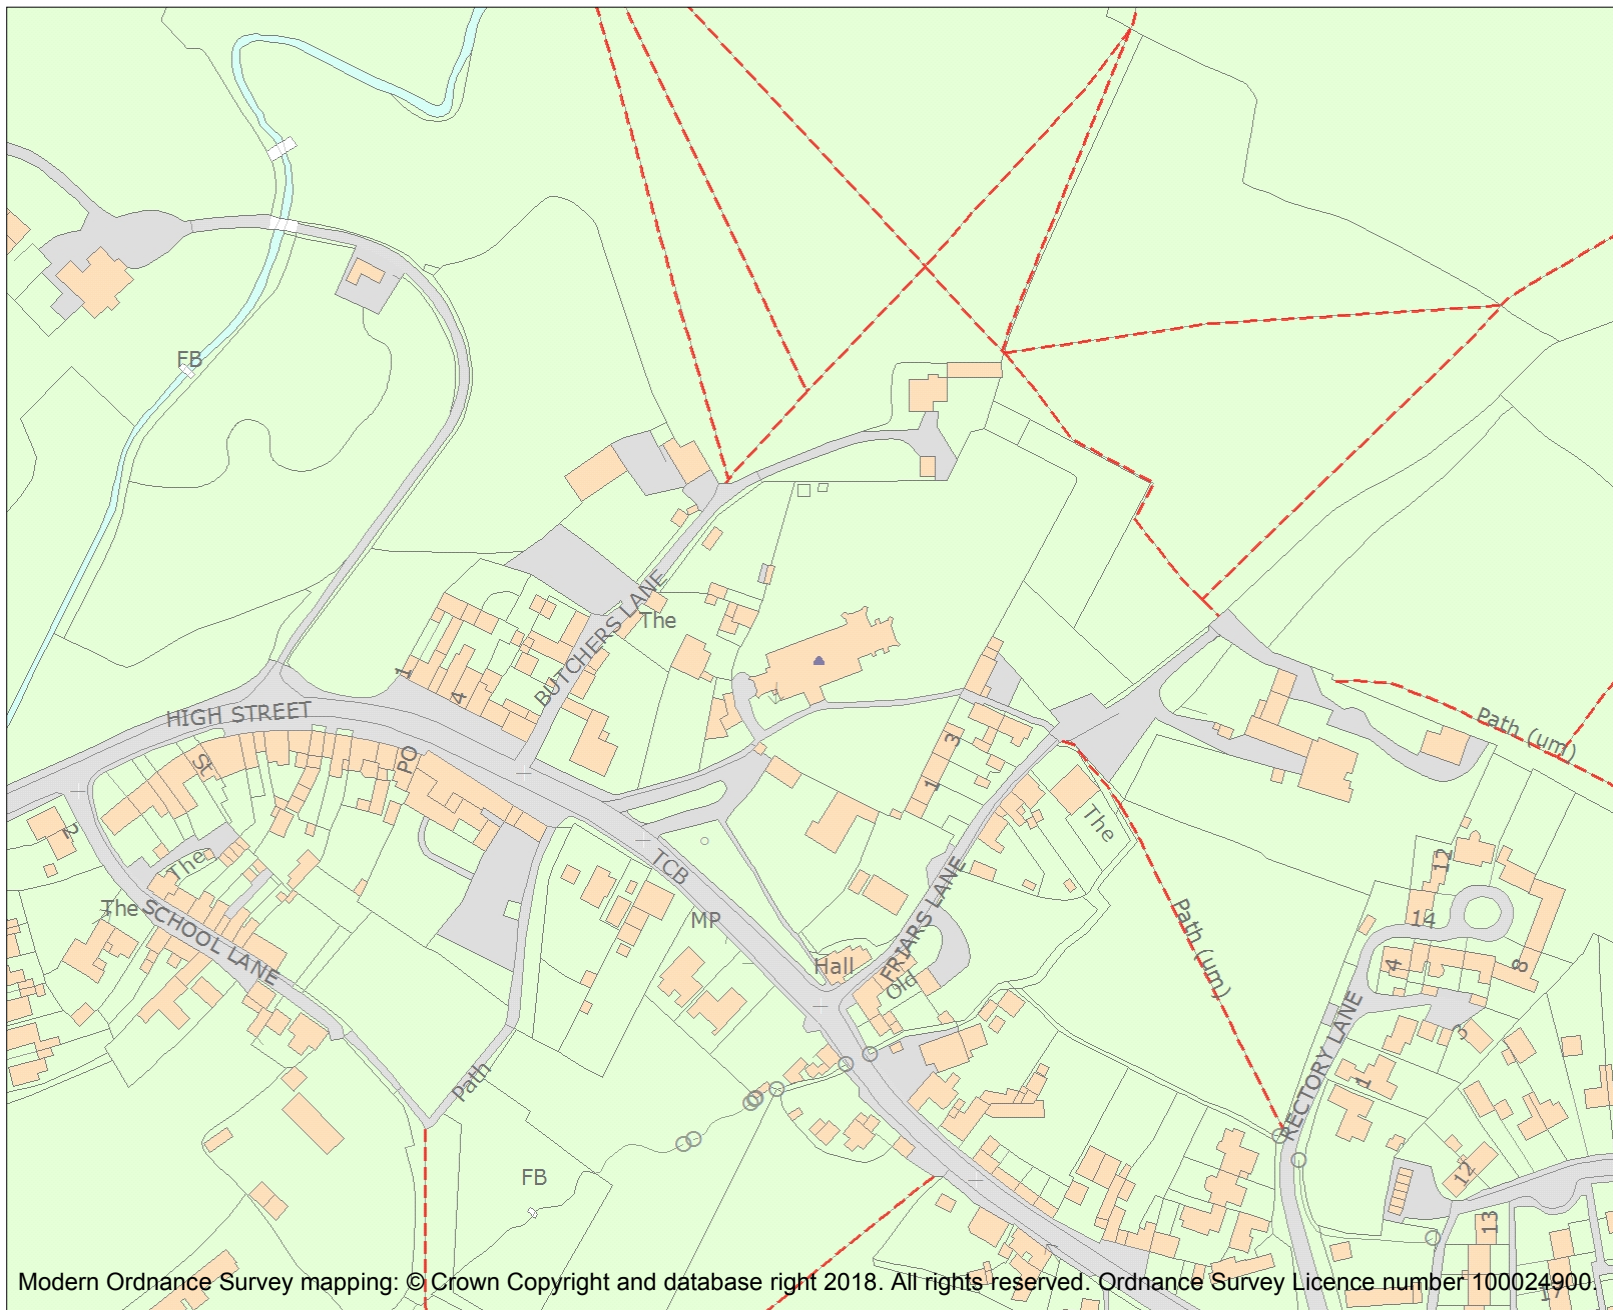 FB
The
BUTCHERS LANE
1
4
HIGH STREET
Path (um)
3
PO
St
1
The
2
TCB
12
The
The
SCHOOL LANE
MP
FRIARS LANE
Path (um)
14
Hall
Old
4
8
3
RECTORY LANE
1
Path
FB
12
13
Modern Ordnance Survey mapping: © Crown Copyright and database right 2018. All rights reserved. Ordnance Survey Licence number 100024900.